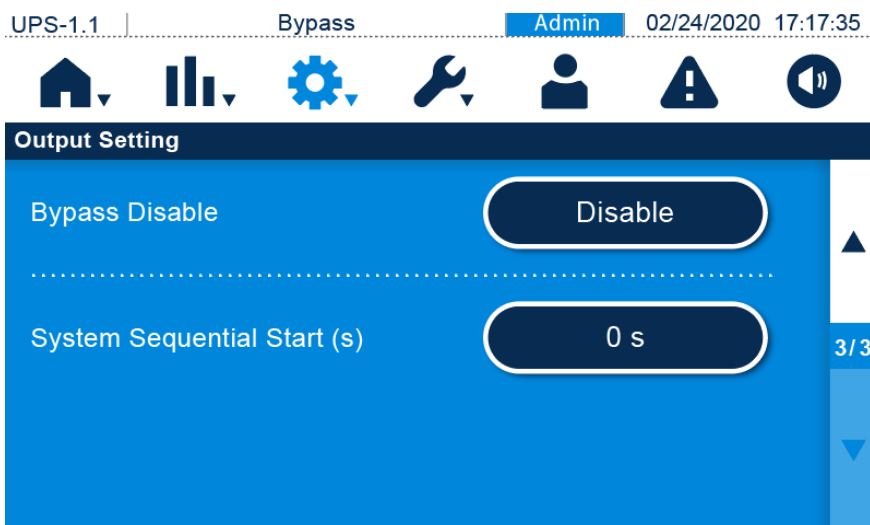 UPS-1.1 Bypass Admin 02/24/2020 17:17:35
Output Setting
Bypass Disable Disable
System Sequential Start (s) 0 s
3/3